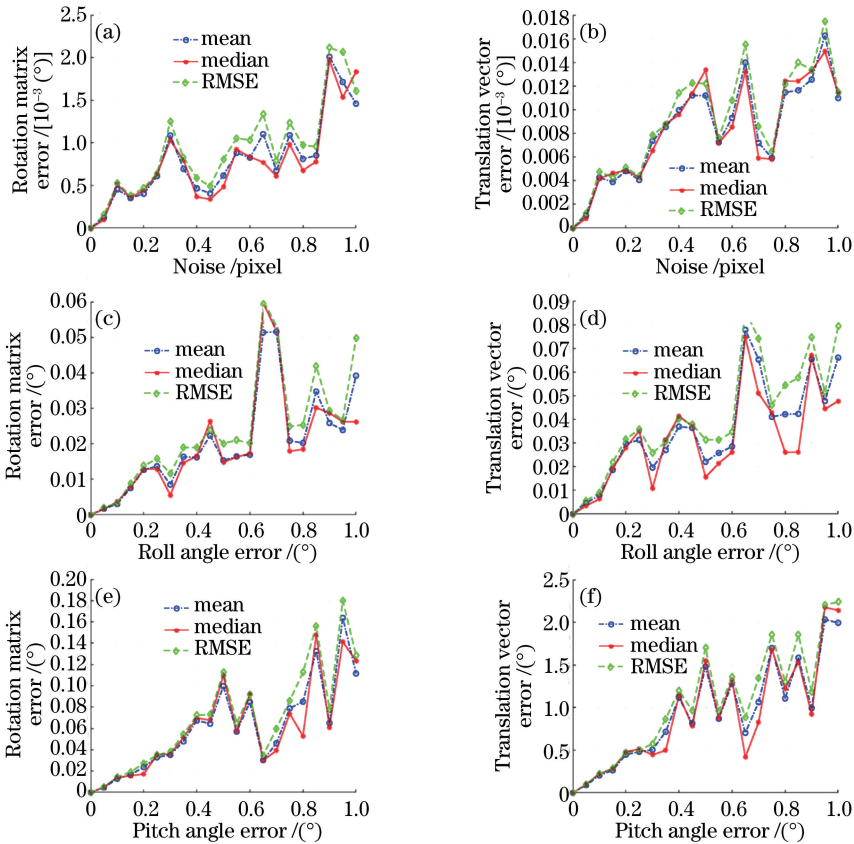 (a)
mean
median
RMSE
2.5
2.0
1.5
1.0
0.5
0
Rotation matrix
error /[10⁻³ (°)]
0 0.2 0.4 0.6 0.8 1.0
Noise /pixel
(b)
mean
median
RMSE
0.018
0.016
0.014
0.012
0.010
0.008
0.006
0.004
0.002
0
Translation vector
error /[10⁻³ (°)]
0 0.2 0.4 0.6 0.8 1.0
Noise /pixel
(c)
mean
median
RMSE
0.06
0.05
0.04
0.03
0.02
0.01
0
Rotation matrix
error /(°)
0 0.2 0.4 0.6 0.8 1.0
Roll angle error /(°)
(d)
mean
median
RMSE
0.09
0.08
0.07
0.06
0.05
0.04
0.03
0.02
0.01
0
Translation vector
error /(°)
0 0.2 0.4 0.6 0.8 1.0
Roll angle error /(°)
(e)
mean
median
RMSE
0.20
0.18
0.16
0.14
0.12
0.10
0.08
0.06
0.04
0.02
0
Rotation matrix
error /(°)
0 0.2 0.4 0.6 0.8 1.0
Pitch angle error /(°)
(f)
mean
median
RMSE
2.5
2.0
1.5
1.0
0.5
0
Translation vector
error /(°)
0 0.2 0.4 0.6 0.8 1.0
Pitch angle error /(°)